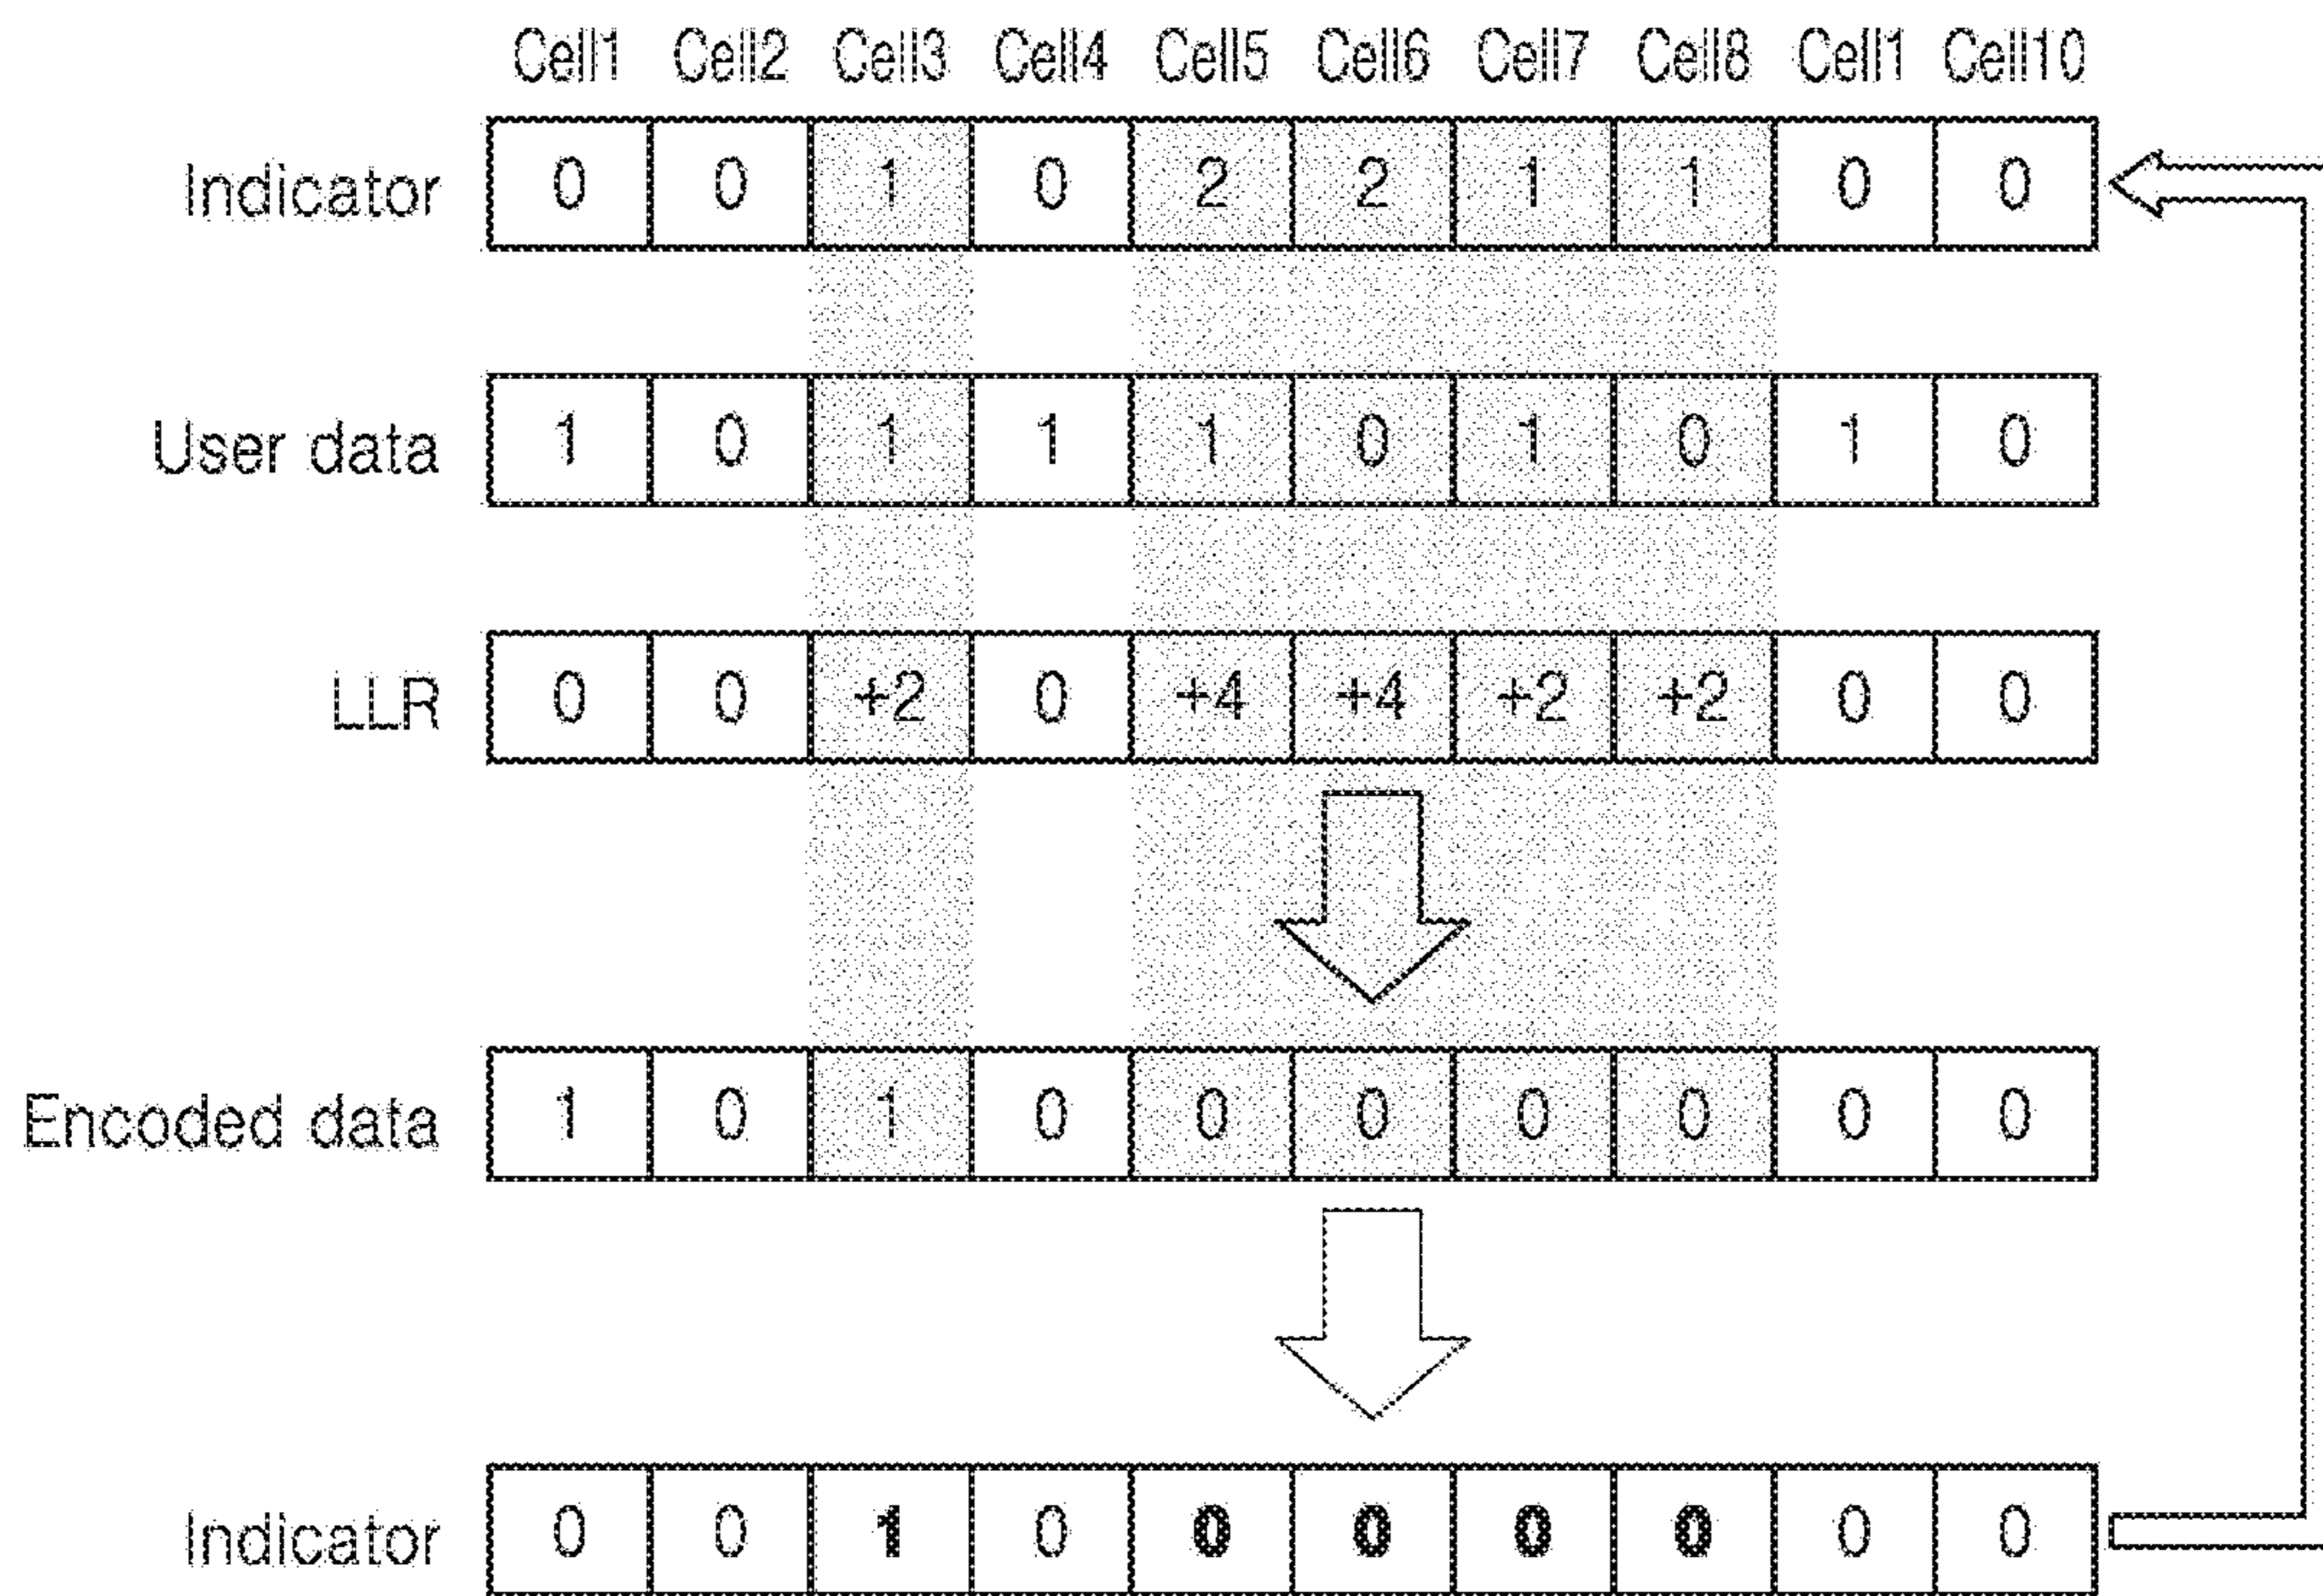 Cell1 Cell2 Cell3 Cell4 Cell5 Cell6 Cell7 Cell8 Cell1 Cell10
Indicator 0 0 1 0 2 2 1 1 0 0
User data 1 0 1 1 1 0 1 0 1 0
LLR 0 0 +2 0 +4 +4 +2 +2 0 0
Encoded data 1 0 1 0 0 0 0 0 0 0
Indicator 0 0 1 0 0 0 0 0 0 0